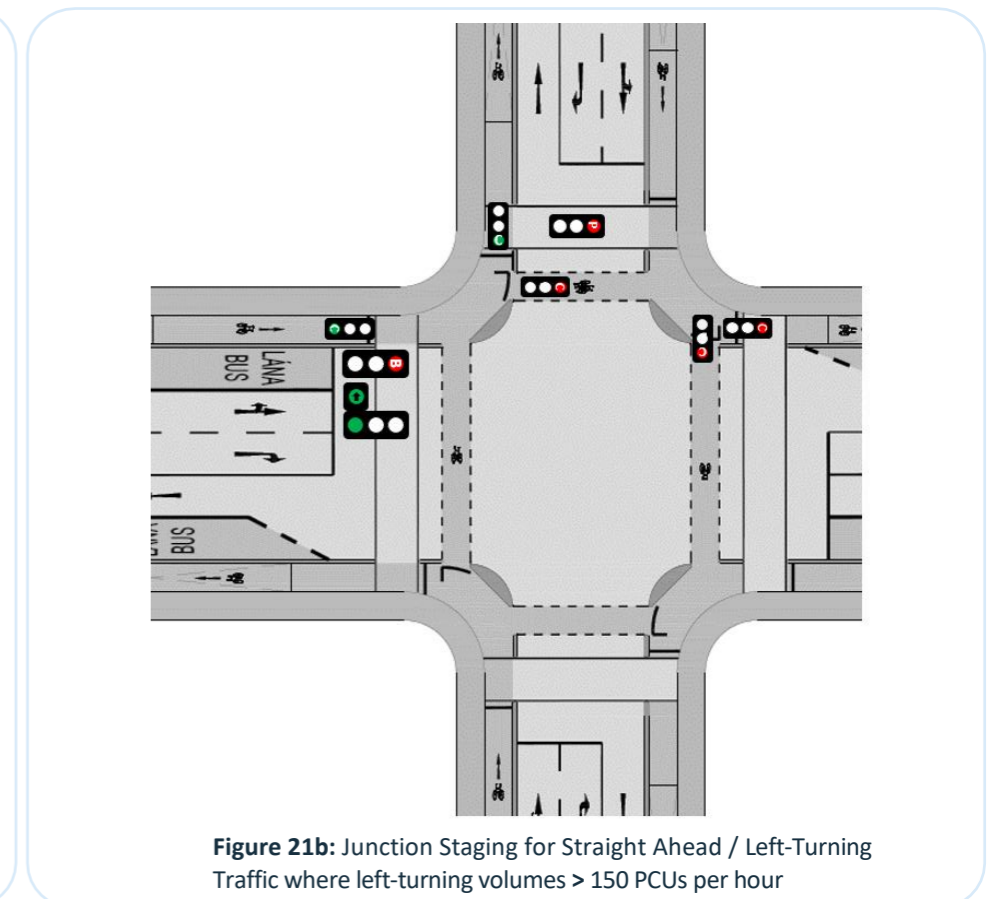 LÁNA
BUS
B
LÁNA
BUS
Figure 21b: Junction Staging for Straight Ahead / Left-Turning
Traffic where left-turning volumes > 150 PCUs per hour